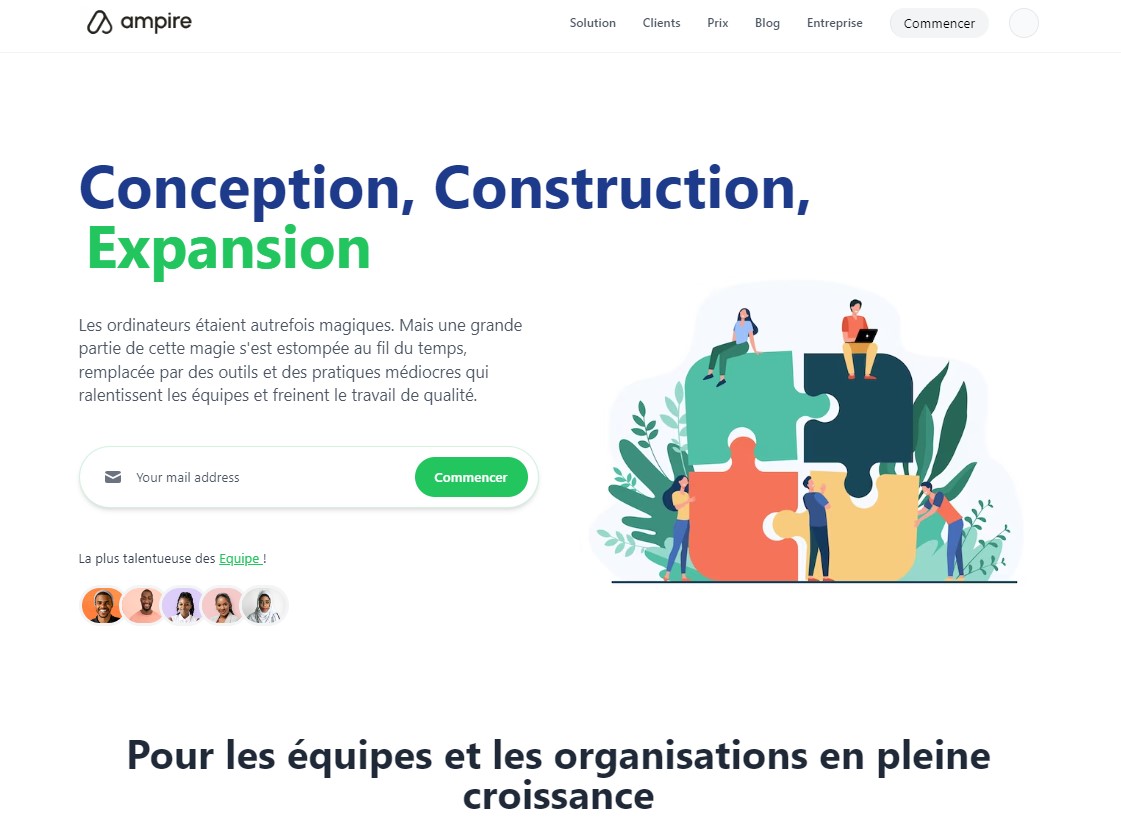 ampire
Solution Clients Prix Blog Entreprise Commencer
Conception, Construction,
Expansion
Les ordinateurs étaient autrefois magiques. Mais une grande
partie de cette magie s'est estompée au fil du temps,
remplacée par des outils et des pratiques médiocres qui
ralentissent les équipes et freinent le travail de qualité.
Your mail address Commencer
La plus talentueuse des Equipe !
Pour les équipes et les organisations en pleine
croissance